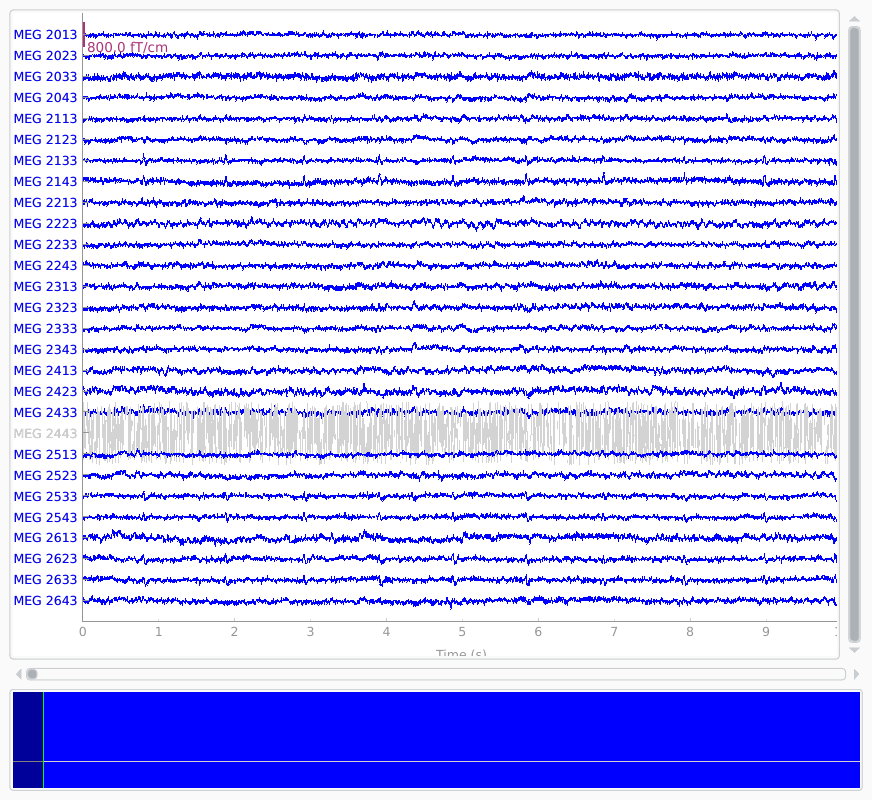 MEG 2013
800.0 fT/cm
MEG 2023
MEG 2033
MEG 2043
MEG 2113
MEG 2123
MEG 2133
MEG 2143
MEG 2213
MEG 2223
MEG 2233
MEG 2243
MEG 2313
MEG 2323
MEG 2333
MEG 2343
MEG 2413
MEG 2423
MEG 2433
MEG 2443
MEG 2513
MEG 2523
MEG 2533
MEG 2543
MEG 2613
MEG 2623
MEG 2633
MEG 2643
0 1 2 3 4 5 6 7 8 9
Time (s)